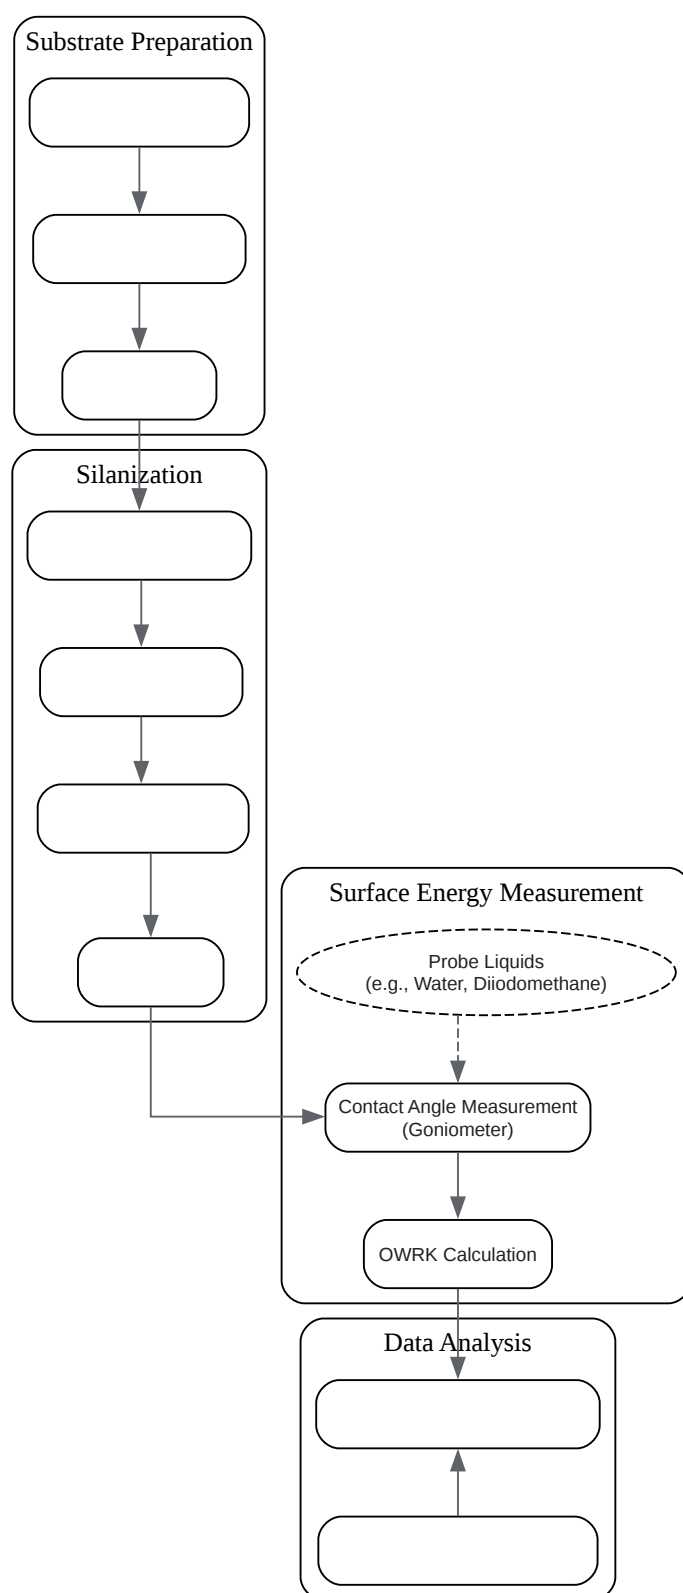 Substrate Preparation
Silanization
Surface Energy Measurement
Probe Liquids
(e.g., Water, Diiodomethane)
Contact Angle Measurement
(Goniometer)
OWRK Calculation
Data Analysis